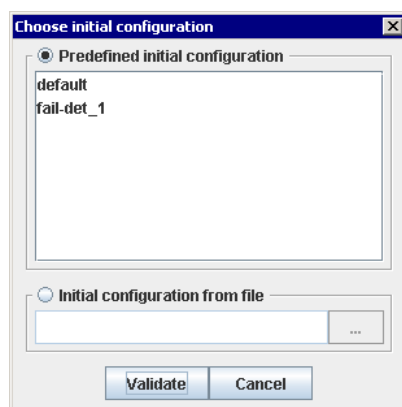 Choose initial configuration
Predefined initial configuration
default
fail-det_1
Initial configuration from file
...
Validate Cancel